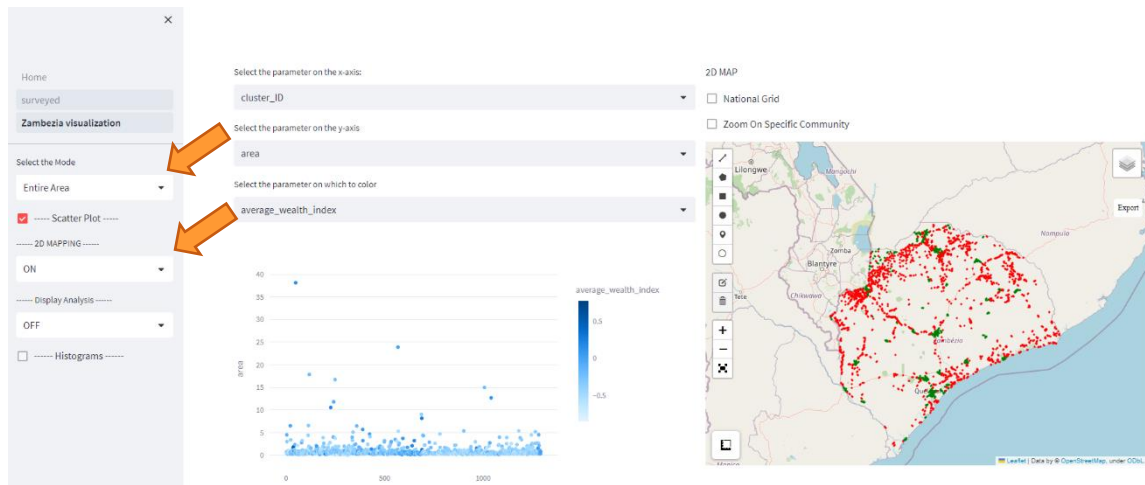 ×
Home
surveyed
Zambezia visualization
Select the Mode
Entire Area
----- Scatter Plot -----
------ 2D MAPPING------
ON
------ Display Analysis ------
OFF
----- Histograms -----
Select the parameter on the x-axis:
cluster_ID
Select the parameter on the y-axis
area
Select the parameter on which to color
average_wealth_index
40
35
30
25
20
15
10
5
0
area
0
500
1000
average_wealth_index
0.5
0
−0.5
2D MAP
National Grid
Zoom On Specific Community
Lilongwe
Mangochi
Export
Nampula
Zomba
Blantyre
Tete
Chikwawa
+
−
Leaflet | Data by © OpenStreetMap, under ODbL